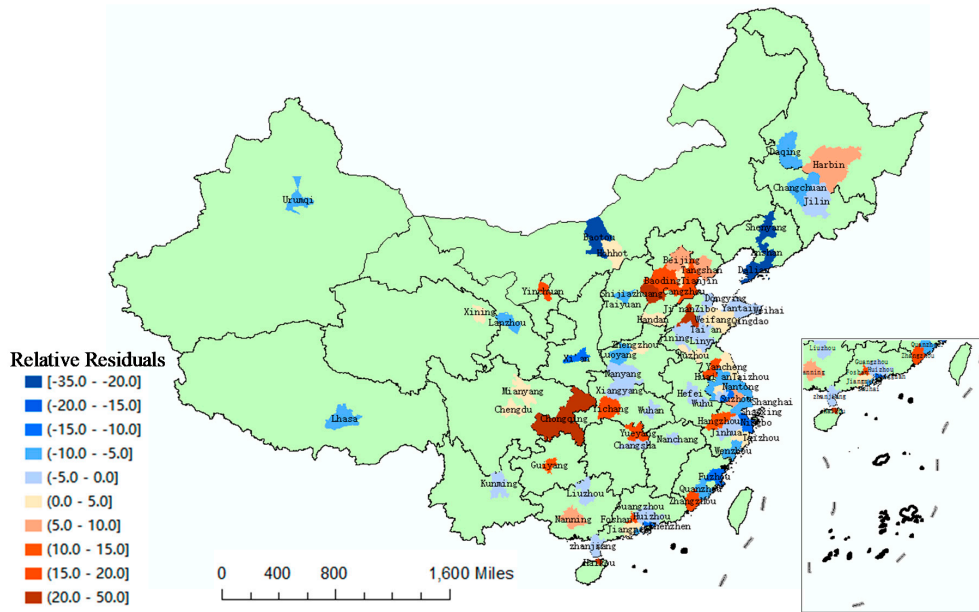 Daqing
Harbin
Changchuan
Jilin
Urunqi
Shenyang
Anshan
Dalian
Baotou
Hohhot
Beijing
Tangshan
Yinchuan
Baoding
Tianjin
Cangzhou
Shijiazhuang
Taiyuan
Dongying
Yantai
Weihai
Xining
Lanzhou
Handan
Ji'nan
Zibo
Weifang
Qingdao
Tai'an
Jining
Linyi
Relative Residuals
[-35.0 - -20.0]
(-20.0 - -15.0]
(-15.0 - -10.0]
(-10.0 - -5.0]
(-5.0 - 0.0]
(0.0 - 5.0]
(5.0 - 10.0]
(10.0 - 15.0]
(15.0 - 20.0]
(20.0 - 50.0]
Zhengzhou
Xuzhou
Xi'an
Luoyang
Yancheng
Taizhou
Nanyang
Nantong
Mianyang
Xiangyang
Hefei
Suzhou
Shanghai
Chengdu
Yichang
Wuhan
Wuhu
Lhasa
Chongqing
Hangzhou
Shaoxing
Ningbo
Yueyang
Changsha
Nanchang
Jinhua
Taizhou
Wenzhou
Guiyang
Kunming
Liuzhou
Fuzhou
Quanzhou
Zhangzhou
Nanning
Guangzhou
Foshan
Huizhou
Jiangmen
Shenzhen
zhanjiang
Haikou
0 400 800 1,600 Miles
Liuzhou
Guangzhou
Huizhou
Foshan
zhanjiang